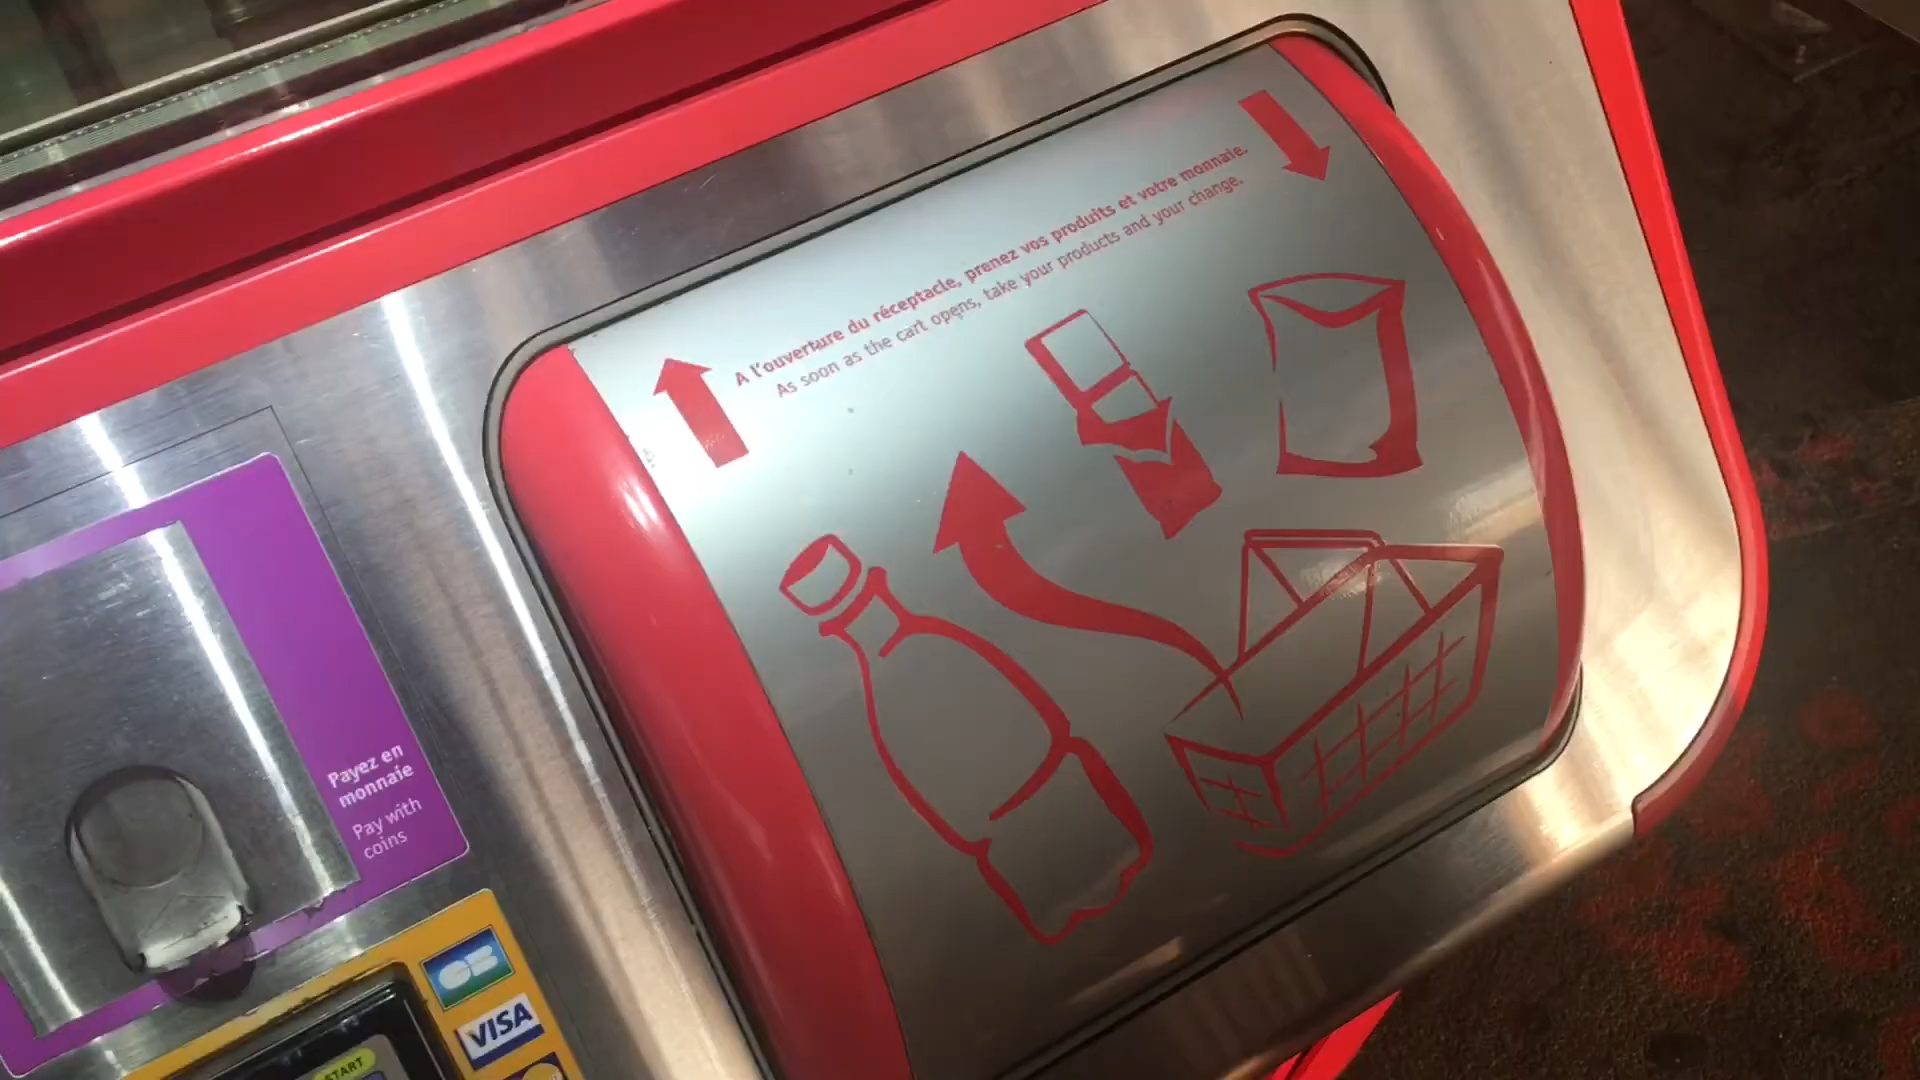 A l'ouverture du réceptacle, prenez vos produits et votre monnaie.
As soon as the cart opens, take your products and your change.
Payez en
monnaie
Pay with
coins
CB
VISA
START